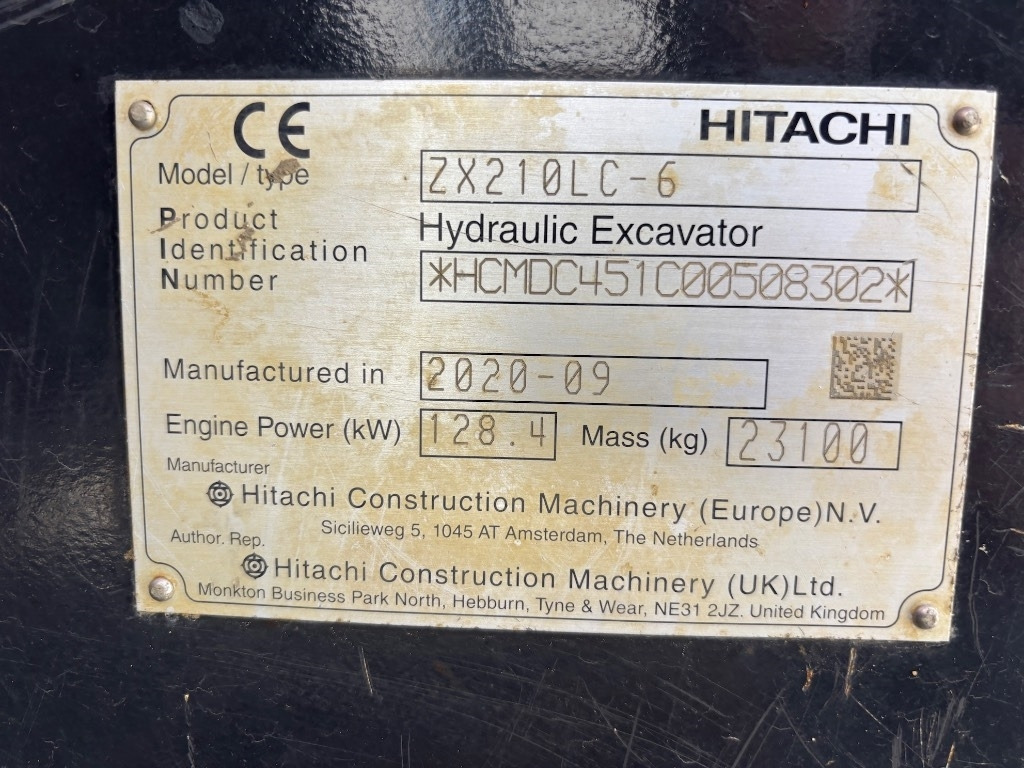 CE HITACHI
Model / type ZX210LC-6
Product Hydraulic Excavator
Identification
Number *HCMDC451C00508302*
Manufactured in 2020-09
Engine Power (kW) 128.4 Mass (kg) 23100
Manufacturer
Hitachi Construction Machinery (Europe)N.V.
Sicilieweg 5, 1045 AT Amsterdam, The Netherlands
Author. Rep.
Hitachi Construction Machinery (UK)Ltd.
Monkton Business Park North, Hebburn, Tyne & Wear, NE31 2JZ. United Kingdom